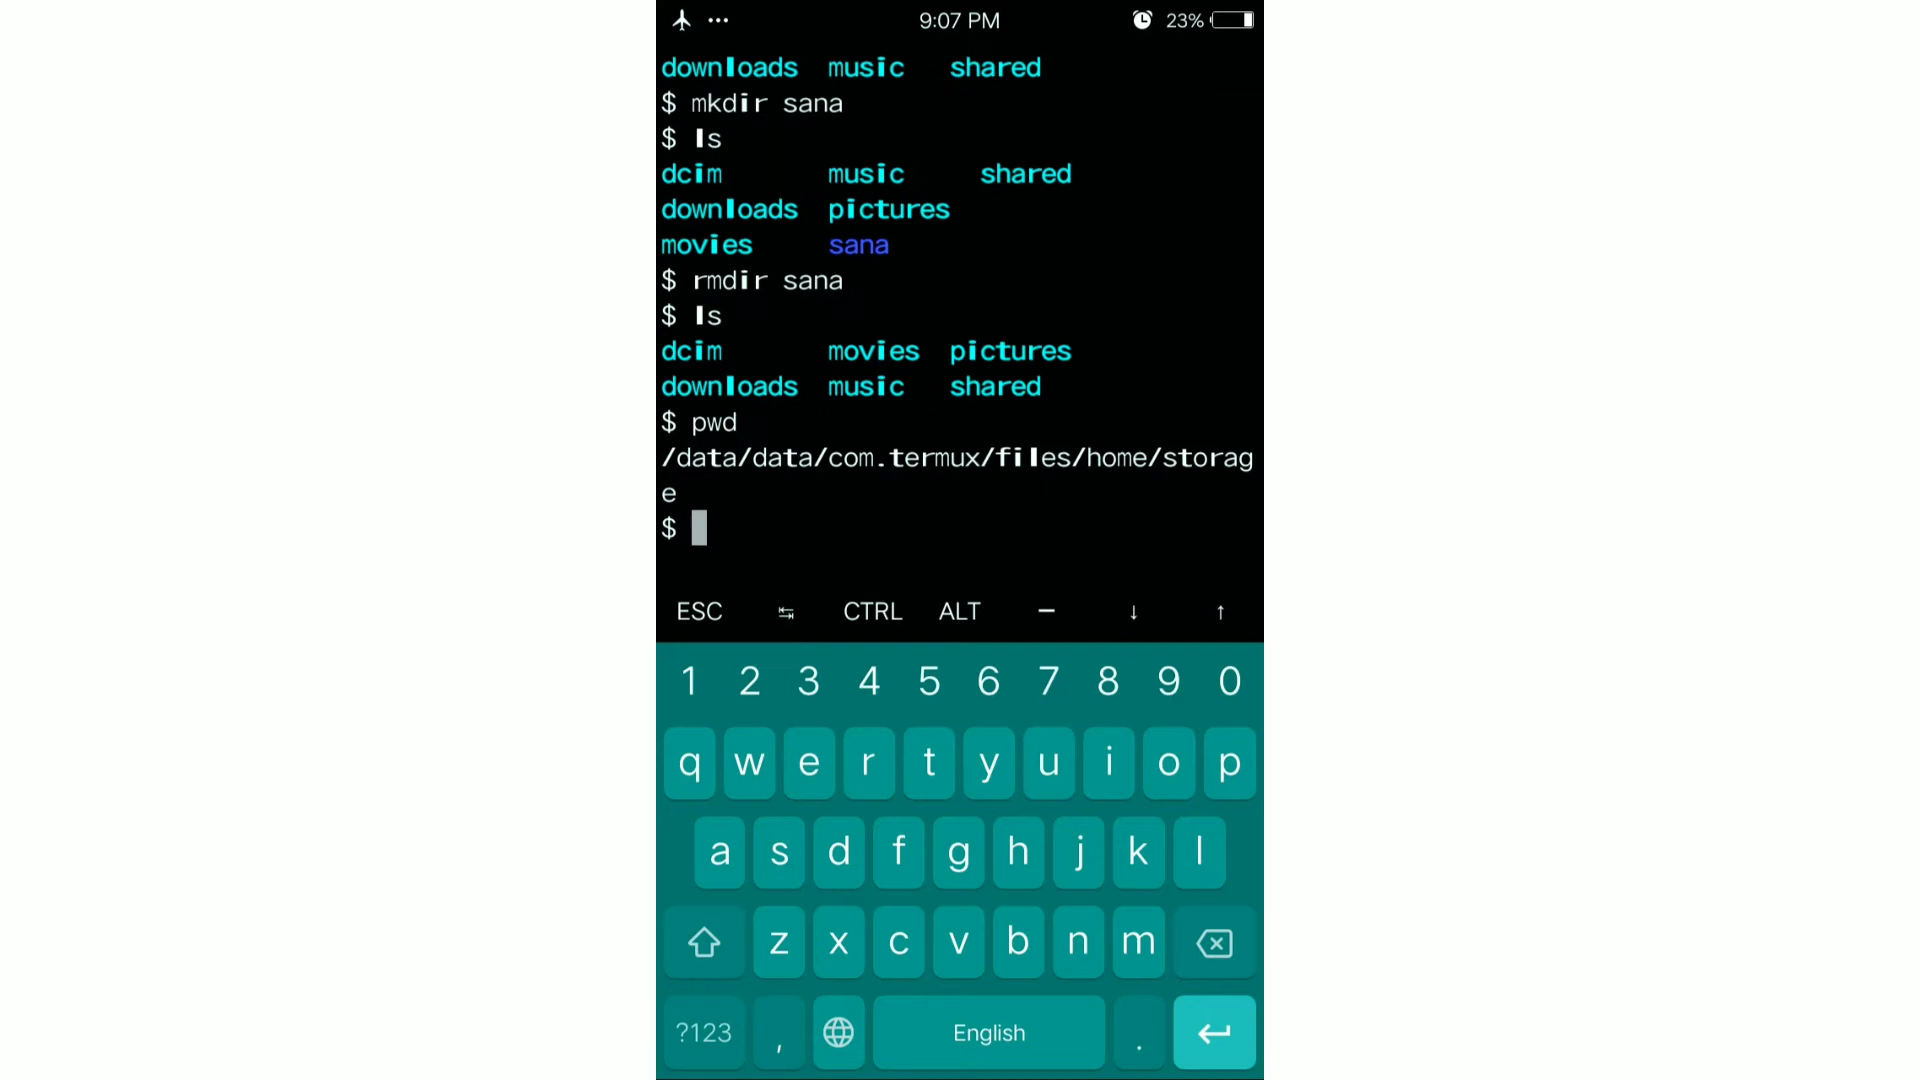 ••• 9:07 PM 23%
downloads music shared
$ mkdir sana
$ ls
dcim music shared
downloads pictures
movies sana
$ rmdir sana
$ ls
dcim movies pictures
downloads music shared
$ pwd
/data/data/com.termux/files/home/storag
e
$
ESC ↹ CTRL ALT – ↓ ↑
1 2 3 4 5 6 7 8 9 0
q w e r t y u i o p
a s d f g h j k l
z x c v b n m
?123 , English .